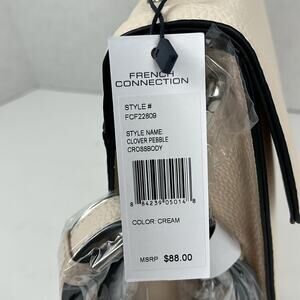 FRENCH
CONNECTION
STYLE #
FCF22809
STYLE NAME:
CLOVER PEBBLE
CROSSBODY
8 84239 05014 8
COLOR: CREAM
MSRP $88.00